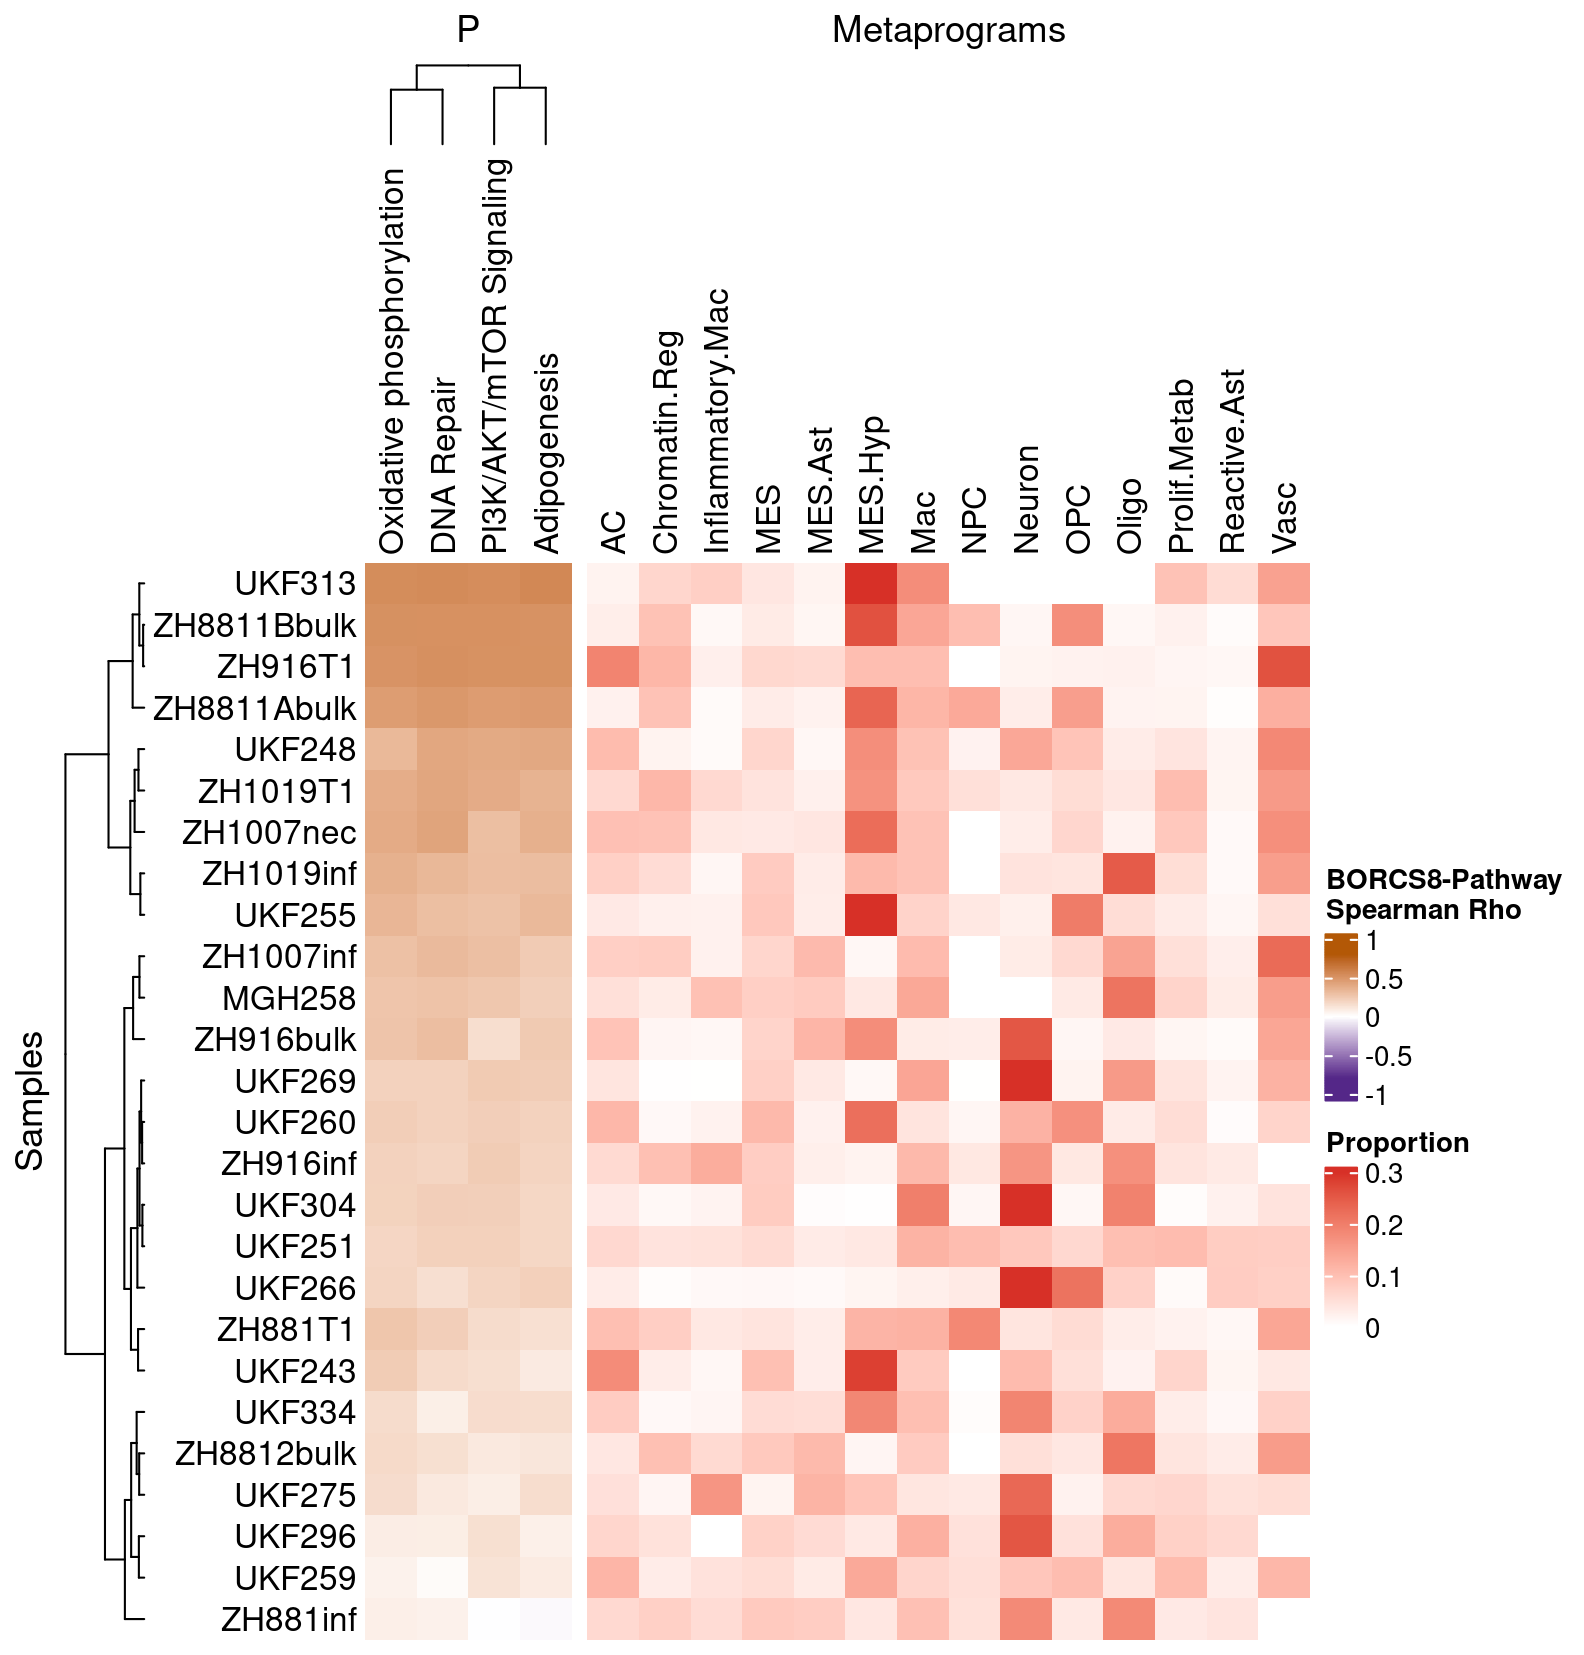 P
Metaprograms
Oxidative phosphorylation
DNA Repair
PI3K/AKT/mTOR Signaling
Adipogenesis
AC
Chromatin.Reg
Inflammatory.Mac
MES
MES.Ast
MES.Hyp
Mac
NPC
Neuron
OPC
Oligo
Prolif.Metab
Reactive.Ast
Vasc
Samples
UKF313
ZH8811Bbulk
ZH916T1
ZH8811Abulk
UKF248
ZH1019T1
ZH1007nec
ZH1019inf
UKF255
ZH1007inf
MGH258
ZH916bulk
UKF269
UKF260
ZH916inf
UKF304
UKF251
UKF266
ZH881T1
UKF243
UKF334
ZH8812bulk
UKF275
UKF296
UKF259
ZH881inf
BORCS8-Pathway
Spearman Rho
1
0.5
0
-0.5
-1
Proportion
0.3
0.2
0.1
0